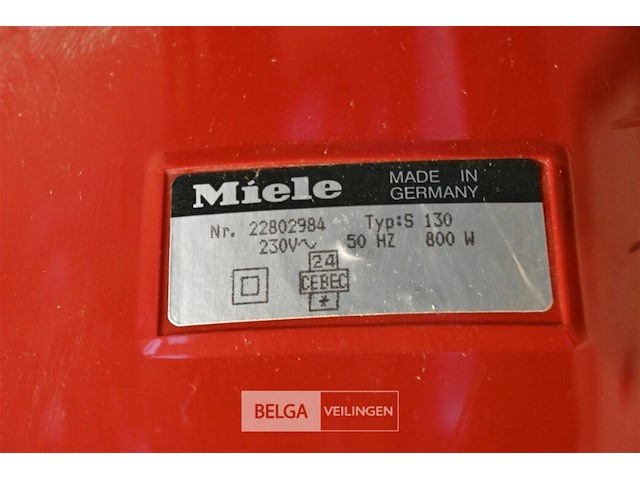 Miele MADE IN GERMANY
Nr. 22802984 Typ:S 130
230V~ 50 HZ 800 W
24
CEBEC
*
BELGA VEILINGEN